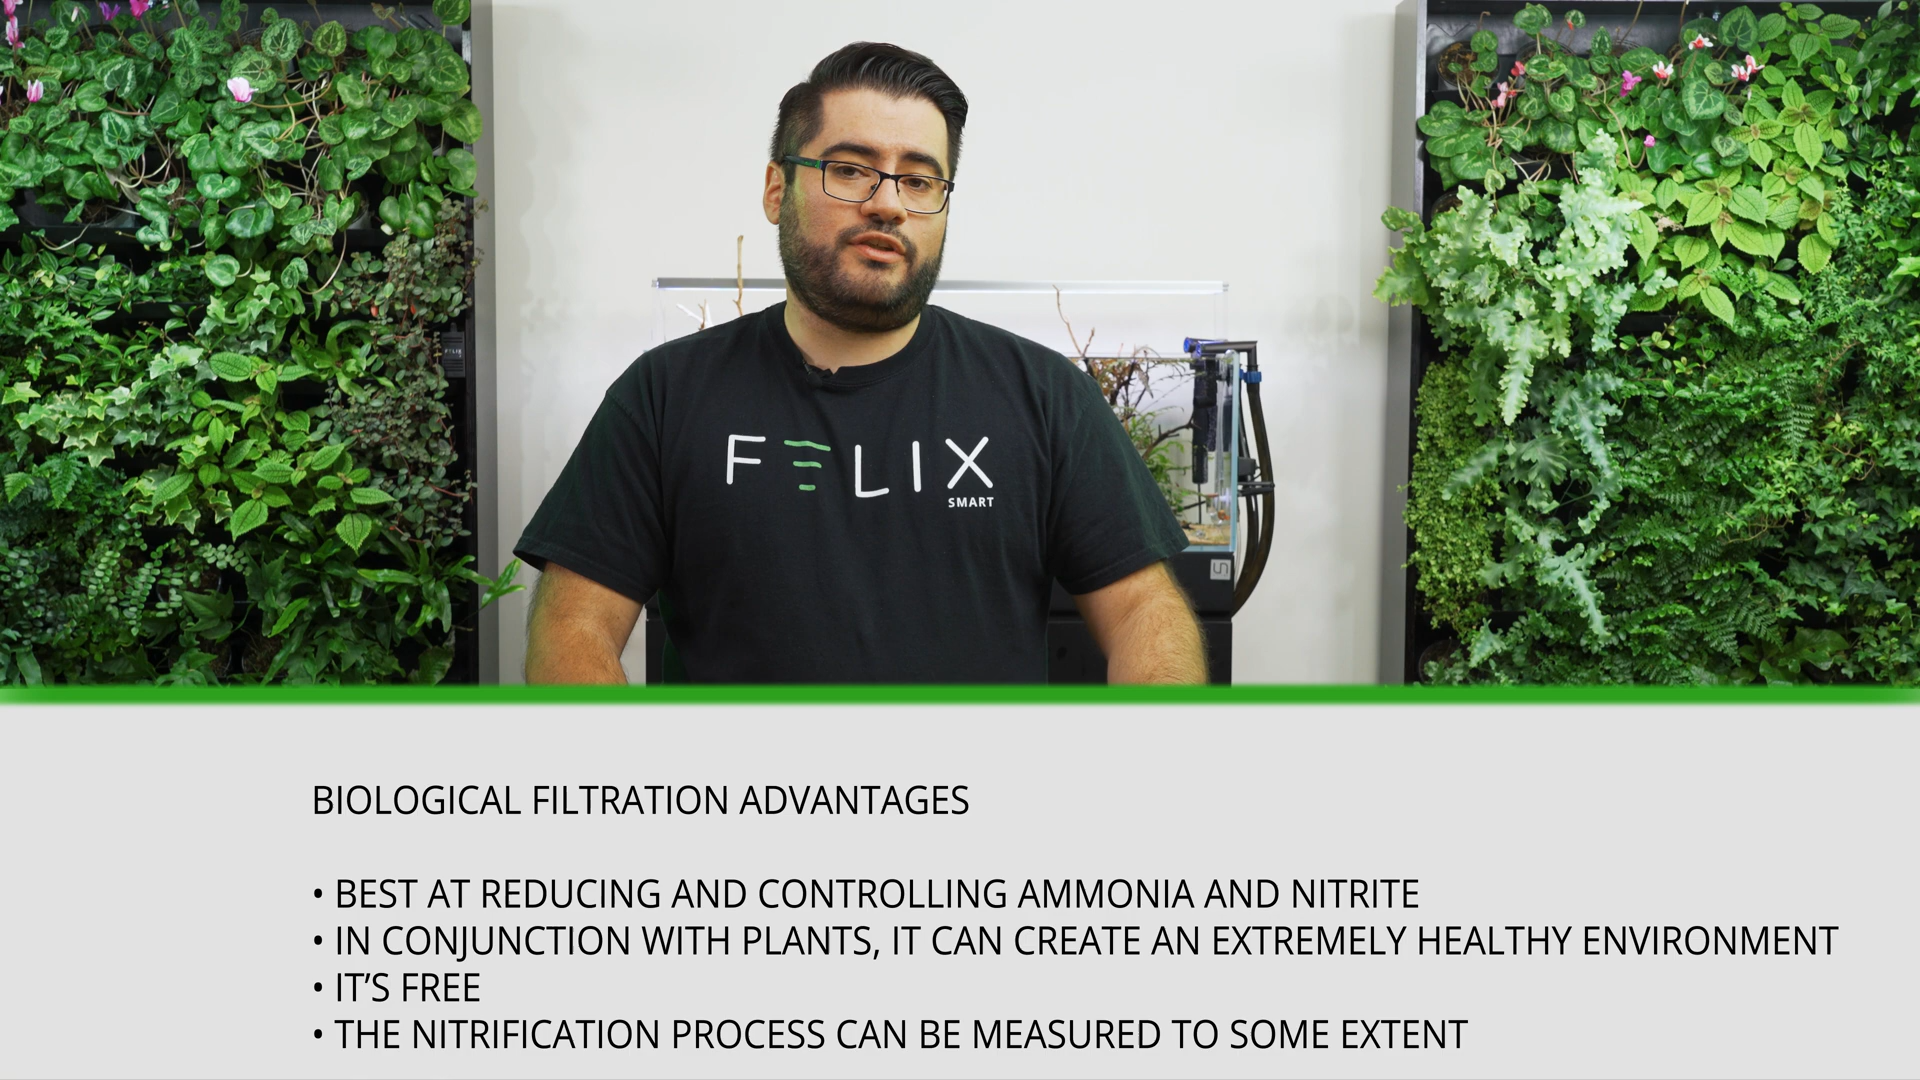 FELIX
SMART
BIOLOGICAL FILTRATION ADVANTAGES
• BEST AT REDUCING AND CONTROLLING AMMONIA AND NITRITE
• IN CONJUNCTION WITH PLANTS, IT CAN CREATE AN EXTREMELY HEALTHY ENVIRONMENT
• IT’S FREE
• THE NITRIFICATION PROCESS CAN BE MEASURED TO SOME EXTENT